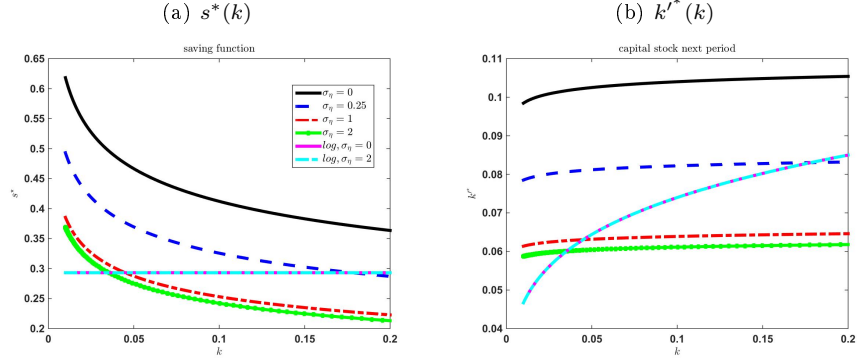 (a) s*(k)
saving function
0.65
0.6
0.55
0.5
0.45
0.4
0.35
0.3
0.25
0.2
s*
σ_η = 0
σ_η = 0.25
σ_η = 1
σ_η = 2
log, σ_η = 0
log, σ_η = 2
0 0.05 0.1 0.15 0.2
k
(b) k'*(k)
capital stock next period
0.11
0.1
0.09
0.08
0.07
0.06
0.05
0.04
0 0.05 0.1 0.15 0.2
k